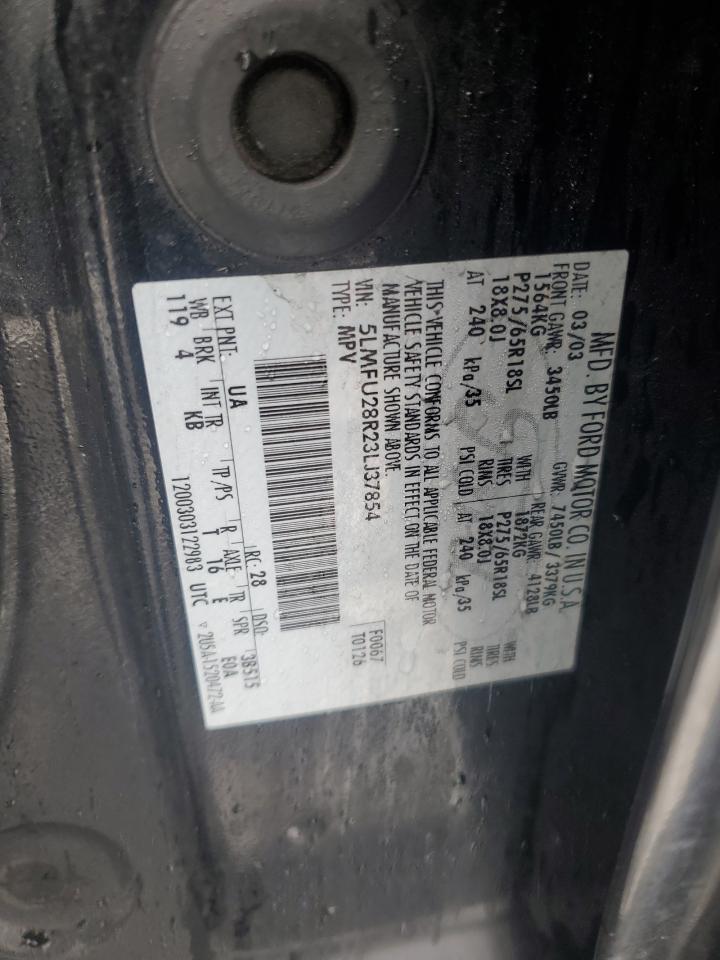 MFD. BY FORD MOTOR CO. IN U.S.A.
DATE: 03/03 GVWR: 7450LB / 3379KG
FRONT GAWR: 3450LB REAR GAWR: 4128LB
1564KG WITH 1872KG WITH
P275/65R18SL TIRES P275/65R18SL TIRES
18X8.0J RIMS 18X8.0J RIMS
AT 240 kPa/35 PSI COLD AT 240 kPa/35 PSI COLD
THIS VEHICLE CONFORMS TO ALL APPLICABLE FEDERAL MOTOR
VEHICLE SAFETY STANDARDS IN EFFECT ON THE DATE OF
MANUFACTURE SHOWN ABOVE.
VIN: 5LMFU28R23LJ37854 F0067
TYPE: MPV T0126
EXT PNT: UA RC: 28 DSO: 3B515
WB BRK INT TR TP/PS R AXLE TR SPR
119 4 KB T 16 E E0A
1200303122983 UTC 2U5A-1520472-AA